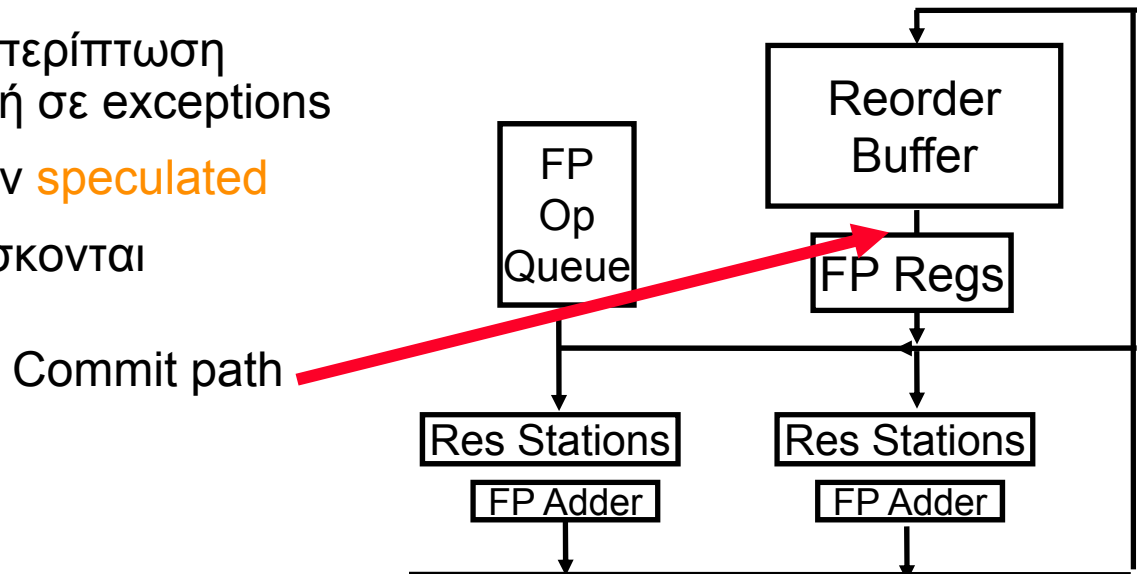 περίπτωση
ή σε exceptions
ν speculated
σκονται
Commit path
FP
Op
Queue
Reorder
Buffer
FP Regs
Res Stations
Res Stations
FP Adder
FP Adder